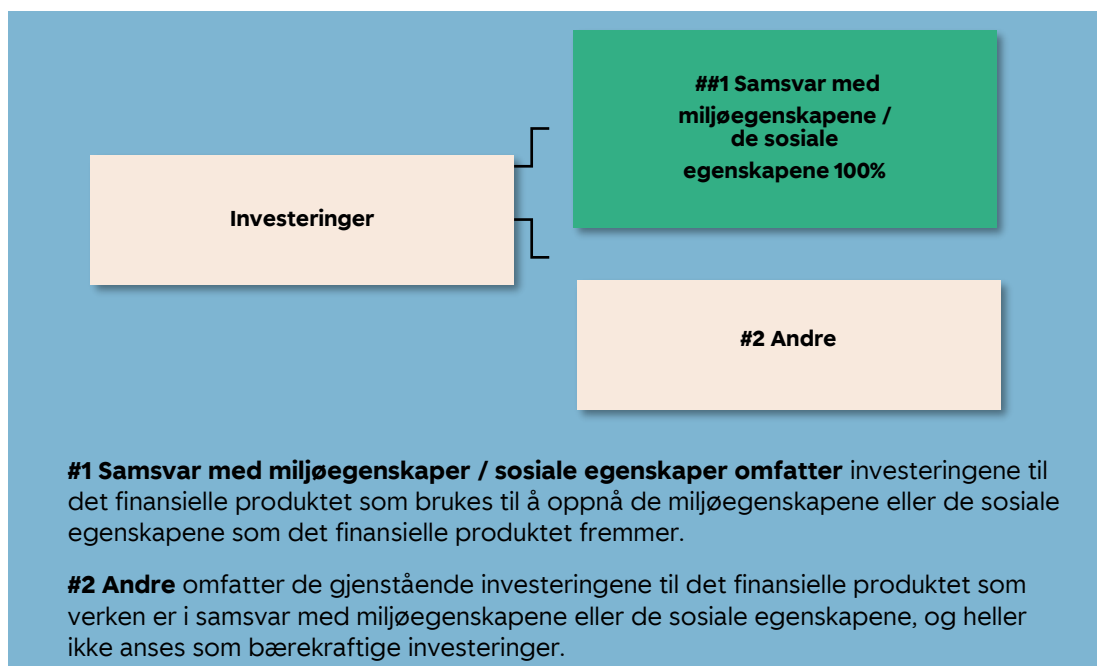 ##1 Samsvar med
miljøegenskapene /
de sosiale
egenskapene 100%
Investeringer
#2 Andre
#1 Samsvar med miljøegenskaper / sosiale egenskaper omfatter investeringene til
det finansielle produktet som brukes til å oppnå de miljøegenskapene eller de sosiale
egenskapene som det finansielle produktet fremmer.
#2 Andre omfatter de gjenstående investeringene til det finansielle produktet som
verken er i samsvar med miljøegenskapene eller de sosiale egenskapene, og heller
ikke anses som bærekraftige investeringer.